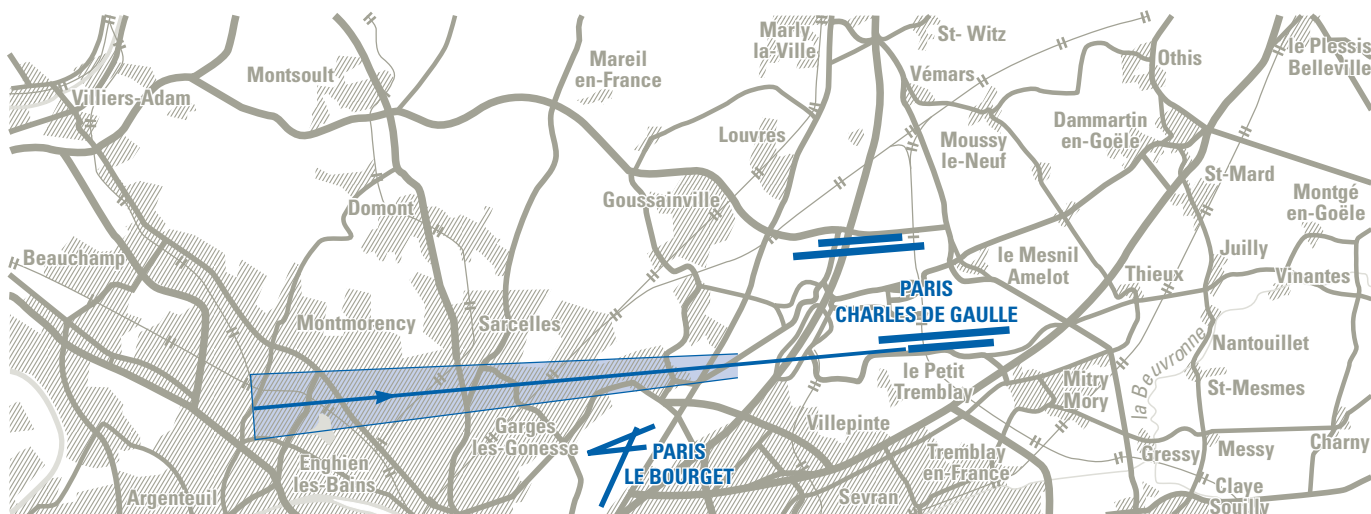 Marly
la-Ville
St- Witz
le Plessis
Belleville
Othis
Mareil
en-France
Montsoult
Villiers-Adam
Vémars
Louvres
Moussy
le-Neuf
Dammartin
en-Goële
St-Mard
Montgé
en-Goële
Domont
Goussainville
Beauchamp
le Mesnil
Amelot
Thieux
Juilly
Vinantes
PARIS
CHARLES DE GAULLE
Montmorency
Sarcelles
Nantouillet
le Petit
Tremblay
Mitry
Mory
la Beuvronne
St-Mesmes
Garges
les-Gonesse
Villepinte
PARIS
LE BOURGET
Tremblay
en-France
Gressy
Messy
Charny
Enghien
les-Bains
Argenteuil
Sevran
Claye
Souilly